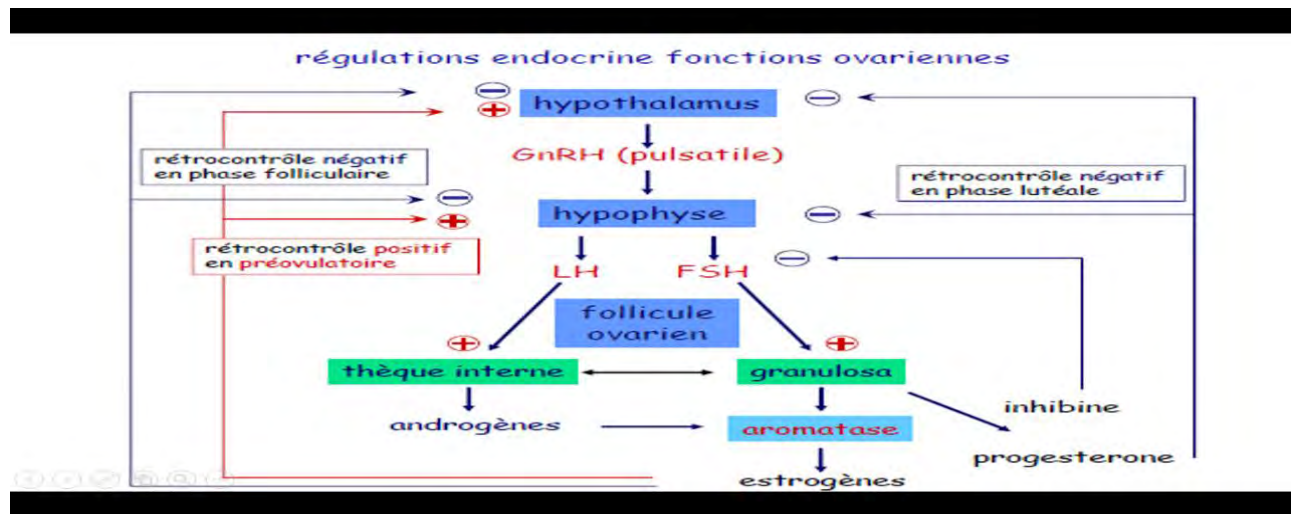 régulations endocrine fonctions ovariennes
hypothalamus
GnRH (pulsatile)
rétrocontrôle négatif
en phase folliculaire
rétrocontrôle négatif
en phase lutéale
hypophyse
rétrocontrôle positif
en préovulatoire
LH
FSH
follicule
ovarien
thèque interne
granulosa
androgènes
aromatase
inhibine
progesterone
estrogènes